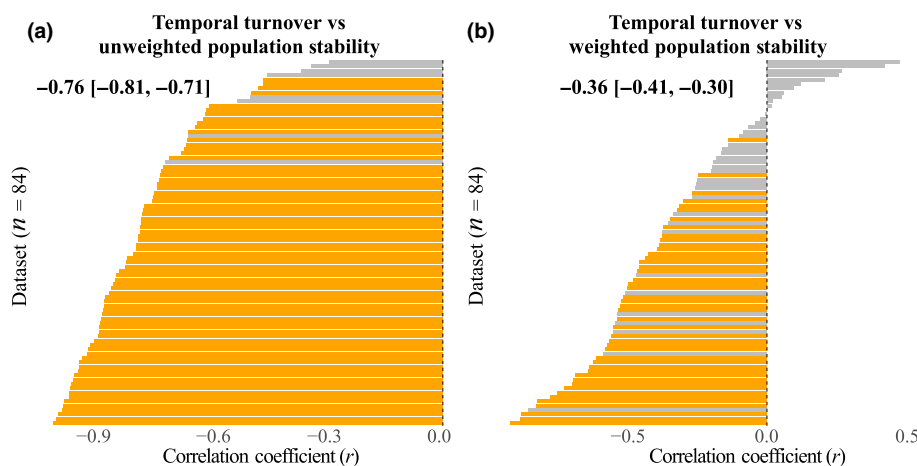 (a)
Temporal turnover vs
unweighted population stability
−0.76 [−0.81, −0.71]
Dataset (n = 84)
−0.9 −0.6 −0.3 0.0
Correlation coefficient (r)
(b)
Temporal turnover vs
weighted population stability
−0.36 [−0.41, −0.30]
Dataset (n = 84)
−0.5 0.0 0.5
Correlation coefficient (r)